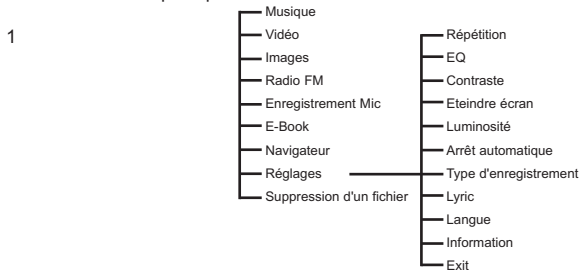 Musique
1
Vidéo
Images
Radio FM
Enregistrement Mic
E-Book
Navigateur
Réglages
Suppression d'un fichier
Répétition
EQ
Contraste
Eteindre écran
Luminosité
Arrêt automatique
Type d'enregistrement
Lyric
Langue
Information
Exit